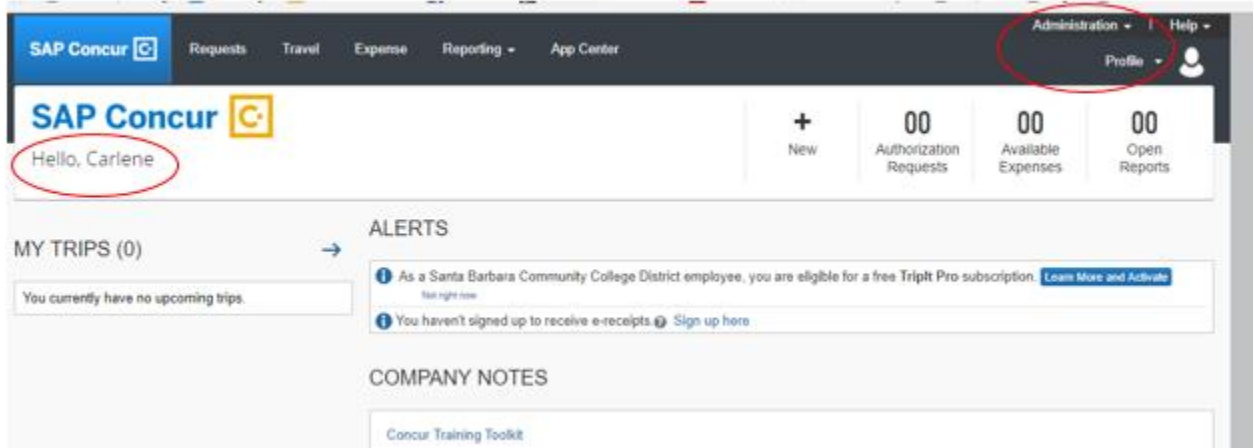 Administration | Help
SAP Concur C Requests Travel Expense Reporting App Center
Profile
SAP Concur C
Hello, Carlene
+ New
00 Authorization Requests
00 Available Expenses
00 Open Reports
MY TRIPS (0) →
You currently have no upcoming trips.
ALERTS
As a Santa Barbara Community College District employee, you are eligible for a free TripIt Pro subscription. Learn More and Activate
Not right now
You haven't signed up to receive e-receipts. Sign up here
COMPANY NOTES
Concur Training Toolkit